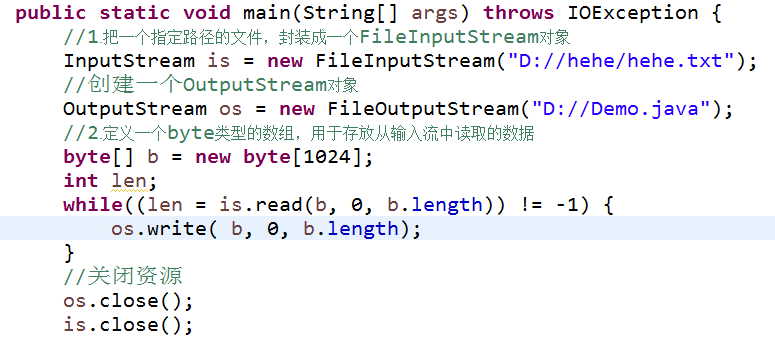 public static void main(String[] args) throws IOException {
//1.把一个指定路径的文件，封装成一个FileInputStream对象
InputStream is = new FileInputStream("D://hehe/hehe.txt");
//创建一个OutputStream对象
OutputStream os = new FileOutputStream("D://Demo.java");
//2.定义一个byte类型的数组，用于存放从输入流中读取的数据
byte[] b = new byte[1024];
int len;
while((len = is.read(b, 0, b.length)) != -1) {
os.write( b, 0, b.length);
}
//关闭资源
os.close();
is.close();